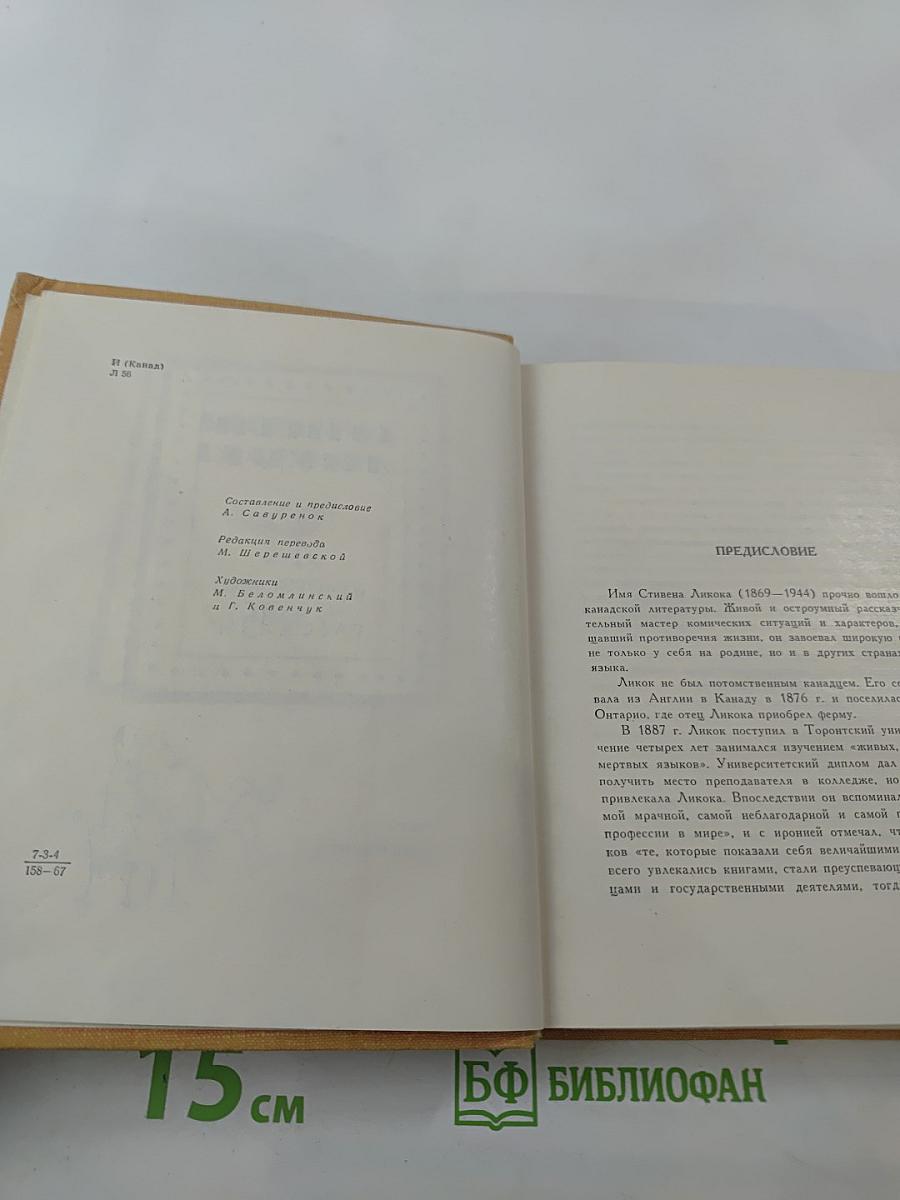 И (Канад)
Л 56
Составление и предисловие
А. Савуренок
Редакция перевода
М. Шерешевской
Художники
М. Беломлинский
и Г. Ковенчук
7-3-4
158—67
ПРЕДИСЛОВИЕ
Имя Стивена Ликока (1869—1944) прочно вошло
канадской литературы. Живой и остроумный рассказч
тельный мастер комических ситуаций и характеров,
щавший противоречия жизни, он завоевал широкую
не только у себя на родине, но и в других странах
языка.
Ликок не был потомственным канадцем. Его се
вала из Англии в Канаду в 1876 г. и поселилас
Онтарио, где отец Ликока приобрел ферму.
В 1887 г. Ликок поступил в Торонтский уни
чение четырех лет занимался изучением «живых,
мертвых языков». Университетский диплом дал
получить место преподавателя в колледже, но
привлекала Ликока. Впоследствии он вспоминал
мой мрачной, самой неблагодарной и самой
профессии в мире», и с иронией отмечал, чт
ков «те, которые показали себя величайшими
всего увлекались книгами, стали преуспевающ
цами и государственными деятелями, тогд
15 см
БФ БИБЛИОФАН